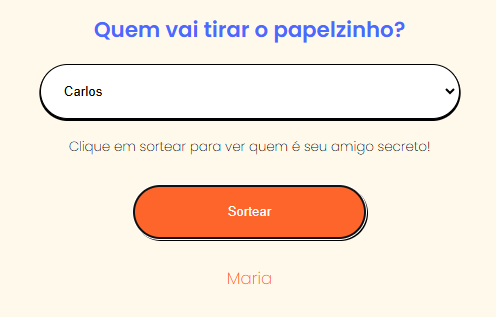 Quem vai tirar o papelzinho?
Carlos
Clique em sortear para ver quem é seu amigo secreto!
Sortear
Maria